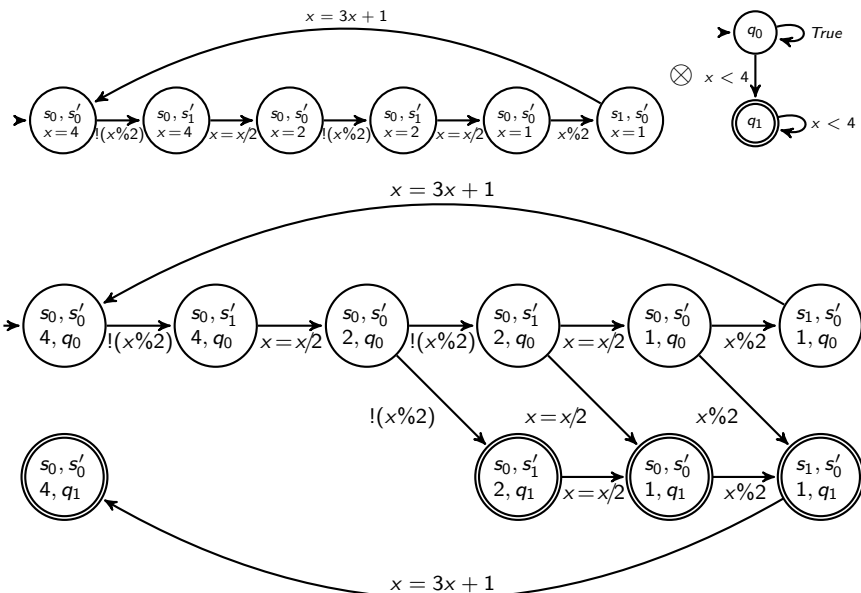 x = 3x + 1
s₀, s₀′
x = 4
!(x%2)
s₀, s₁′
x = 4
x = x/2
s₀, s₀′
x = 2
!(x%2)
s₀, s₁′
x = 2
x = x/2
s₀, s₀′
x = 1
x%2
s₁, s₀′
x = 1
⊗
q₀
True
x < 4
q₁
x < 4
x = 3x + 1
s₀, s₀′
4, q₀
!(x%2)
s₀, s₁′
4, q₀
x = x/2
s₀, s₀′
2, q₀
!(x%2)
s₀, s₁′
2, q₀
x = x/2
s₀, s₀′
1, q₀
x%2
s₁, s₀′
1, q₀
!(x%2)
x = x/2
x%2
s₀, s₀′
4, q₁
s₀, s₁′
2, q₁
x = x/2
s₀, s₀′
1, q₁
x%2
s₁, s₀′
1, q₁
x = 3x + 1